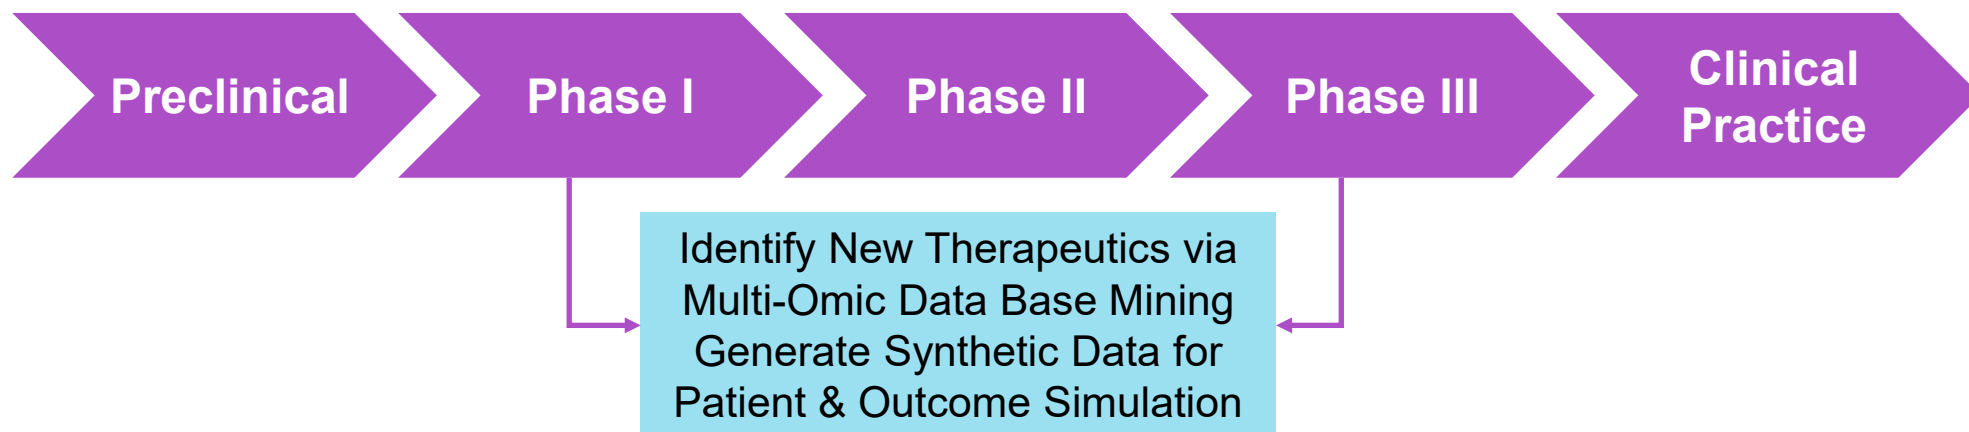 Preclinical
Phase I
Phase II
Phase III
Clinical
Practice
Identify New Therapeutics via
Multi-Omic Data Base Mining
Generate Synthetic Data for
Patient & Outcome Simulation